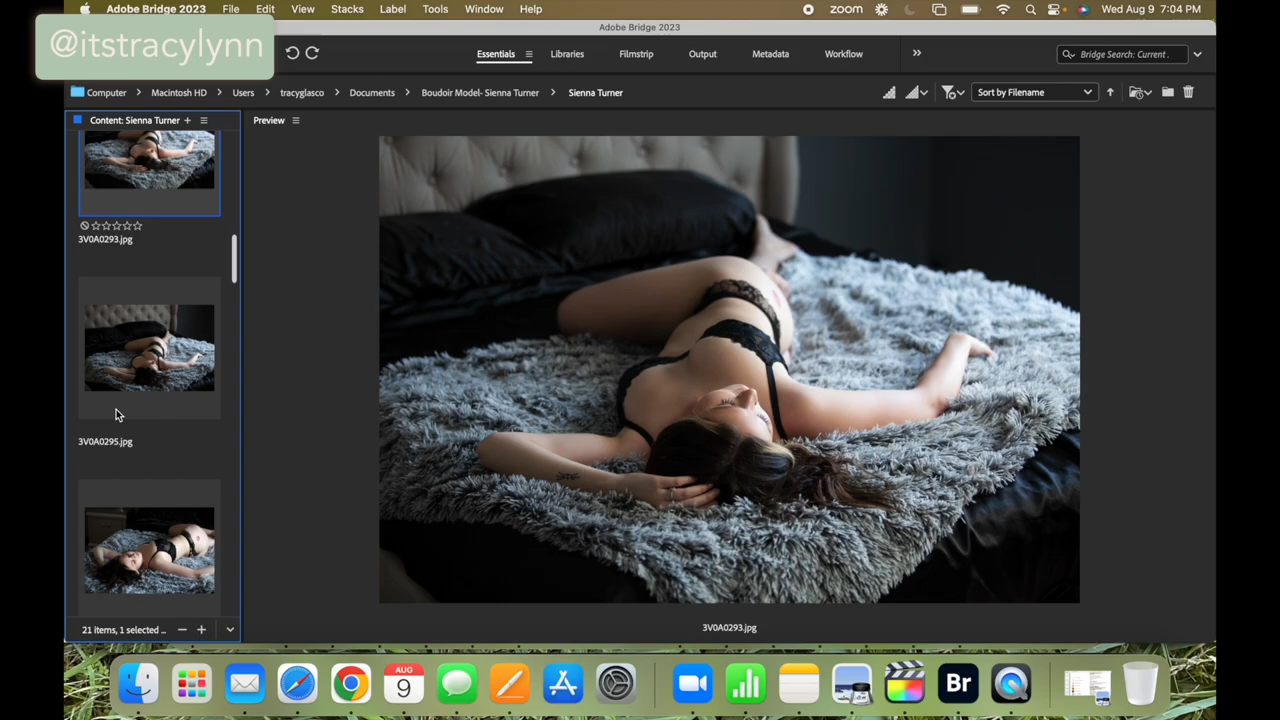 Adobe Bridge 2023 File Edit View Stacks Label Tools Window Help zoom Wed Aug 9 7:04 PM
@itstracylynn
Adobe Bridge 2023
Essentials Libraries Filmstrip Output Metadata Workflow » Bridge Search: Current .
Computer > Macintosh HD > Users > tracyglasco > Documents > Boudoir Model- Sienna Turner > Sienna Turner Sort by Filename
Content: Sienna Turner + Preview
3V0A0293.jpg
3V0A0295.jpg
21 items, 1 selected ...
3V0A0293.jpg
AUG
9
Br